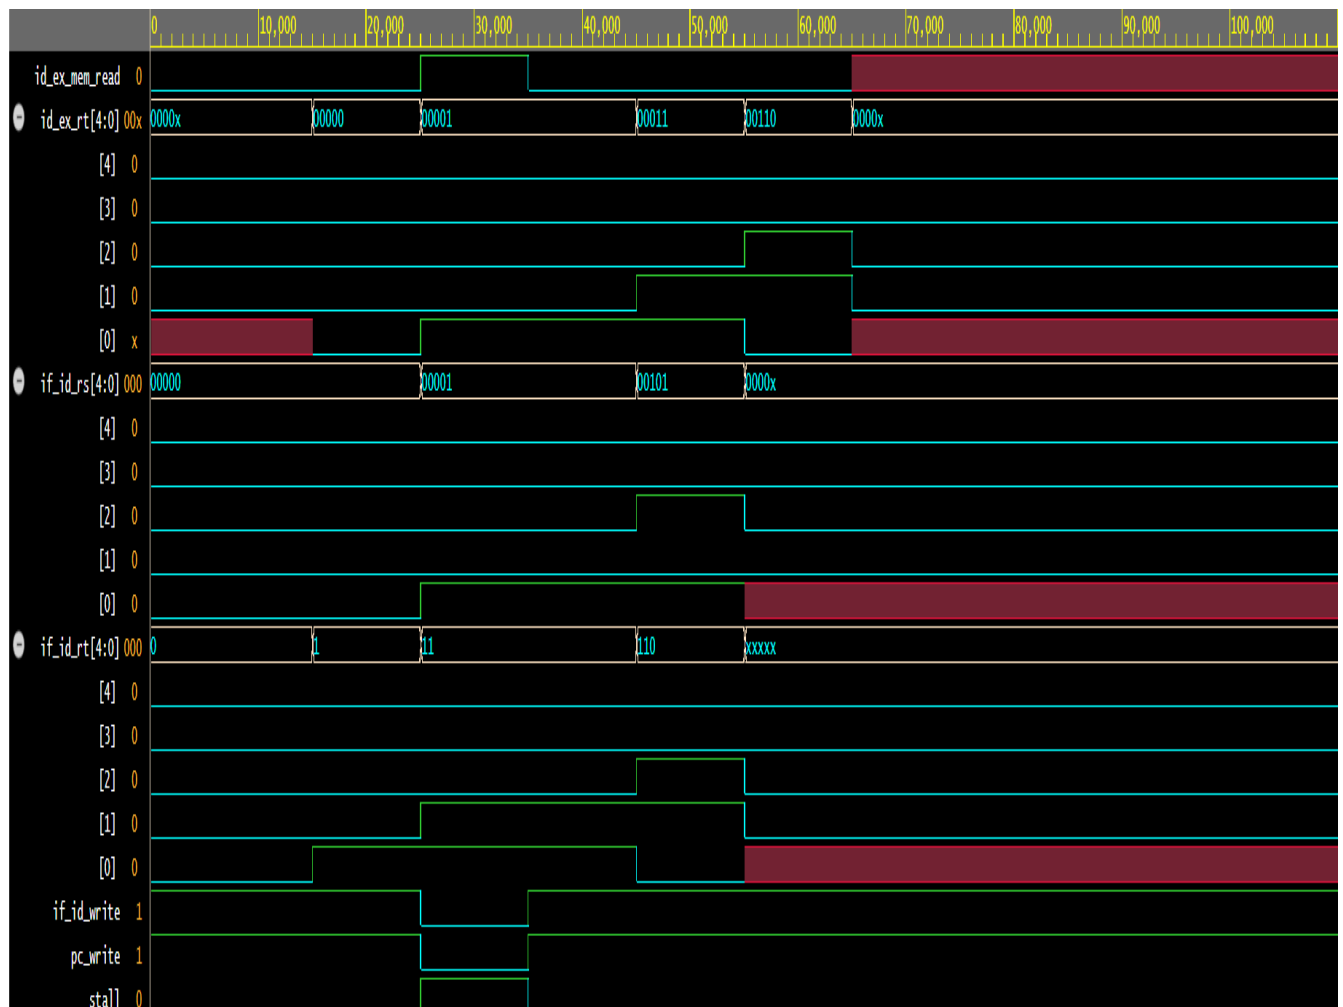 0 10,000 20,000 30,000 40,000 50,000 60,000 70,000 80,000 90,000 100,000
id_ex_mem_read 0
id_ex_rt[4:0] 00x 0000x 00000 00001 00011 00110 0000x
[4] 0
[3] 0
[2] 0
[1] 0
[0] x
if_id_rs[4:0] 000 00000 00001 00101 0000x
[4] 0
[3] 0
[2] 0
[1] 0
[0] 0
if_id_rt[4:0] 000 0 1 11 110 xxxxx
[4] 0
[3] 0
[2] 0
[1] 0
[0] 0
if_id_write 1
pc_write 1
stall 0